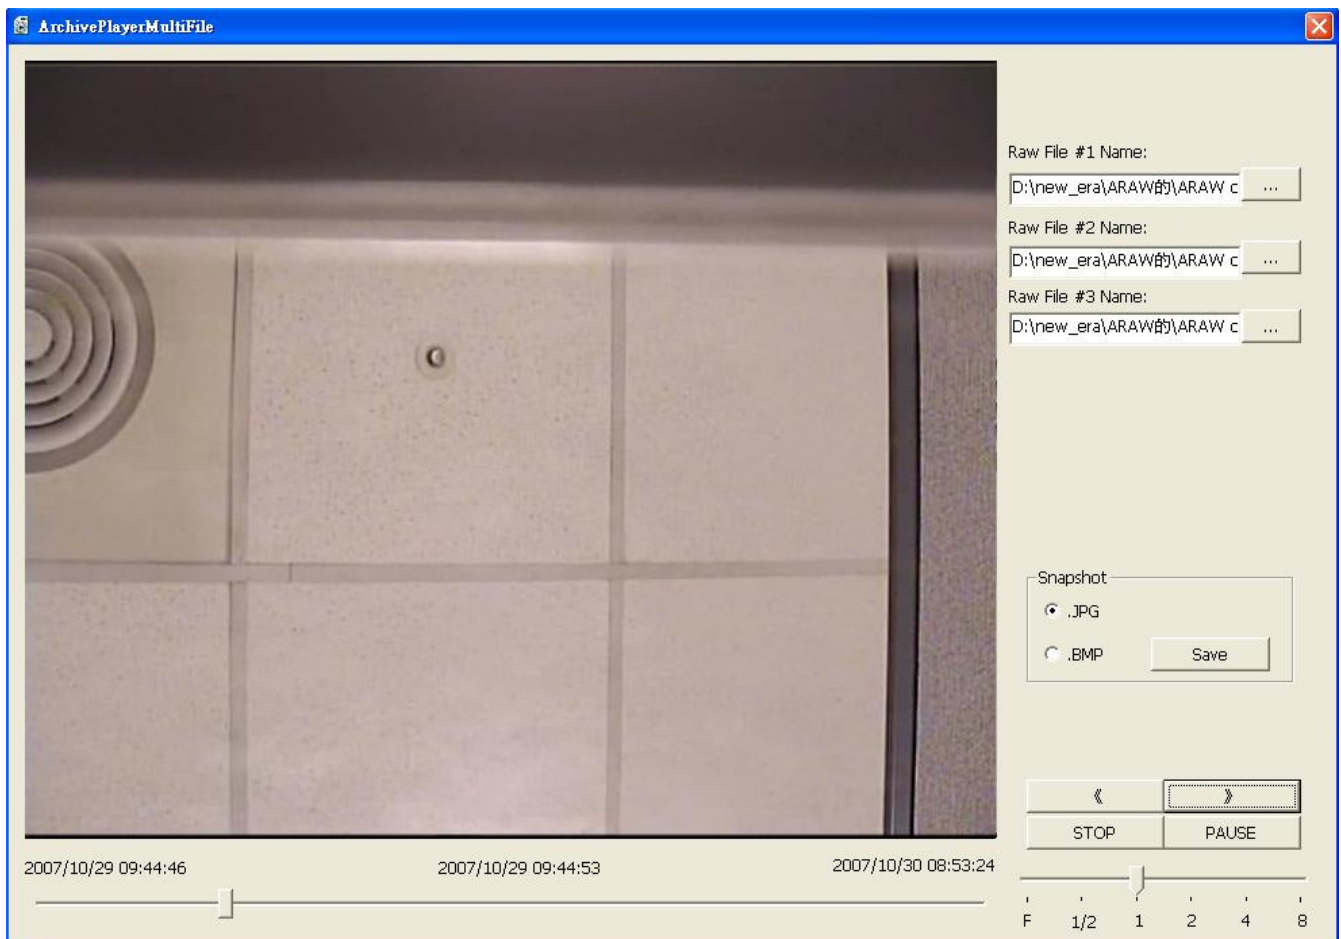 ArchivePlayerMultiFile
Raw File #1 Name:
D:\new_era\ARAW的\ARAW c
...
Raw File #2 Name:
D:\new_era\ARAW的\ARAW c
...
Raw File #3 Name:
D:\new_era\ARAW的\ARAW c
...
Snapshot
.JPG
.BMP
Save
《 》
STOP PAUSE
2007/10/29 09:44:46 2007/10/29 09:44:53 2007/10/30 08:53:24
F 1/2 1 2 4 8